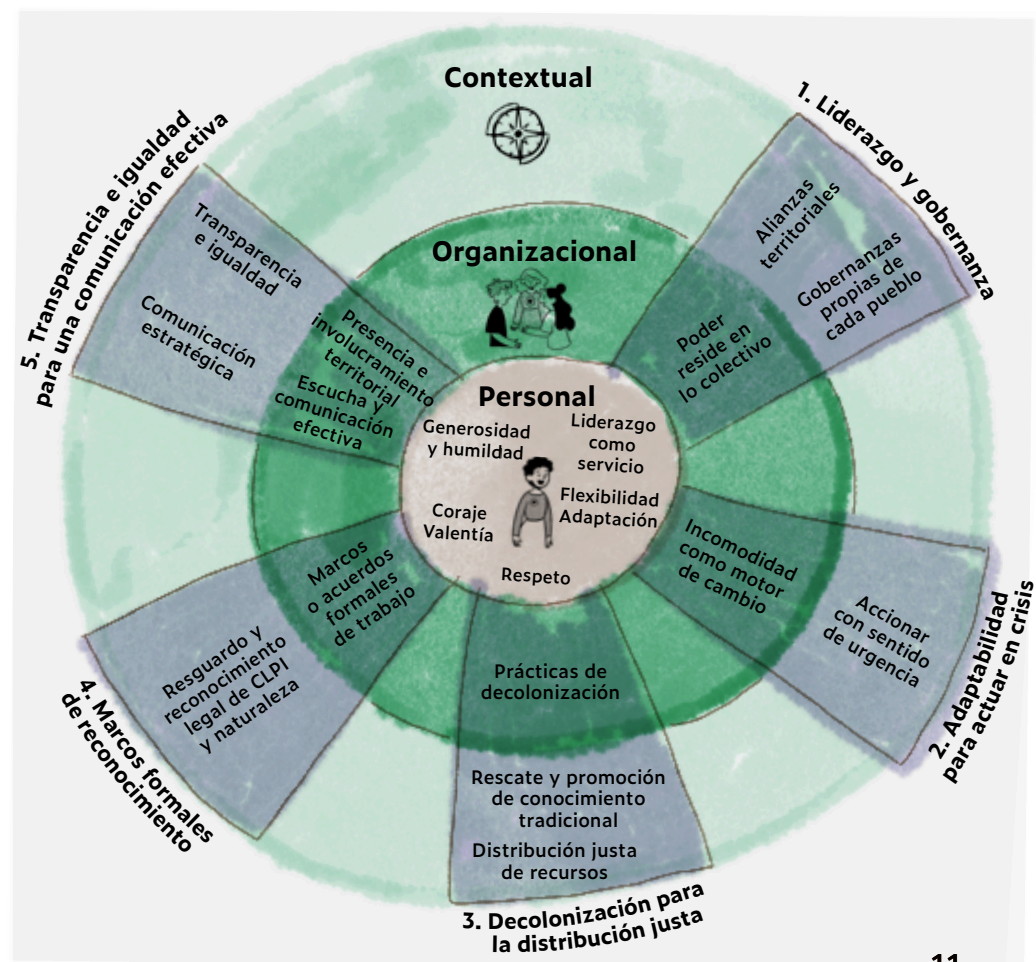 Contextual
1. Liderazgo y gobernanza
Alianzas
territoriales
Gobernanzas
propias de
cada pueblo
5. Transparencia e igualdad
para una comunicación efectiva
Transparencia
e igualdad
Comunicación
estratégica
Organizacional
Presencia e
involucramiento
territorial
Escucha y
comunicación
efectiva
Poder
reside en
lo colectivo
Personal
Generosidad
y humildad
Liderazgo
como
servicio
Coraje
Valentía
Flexibilidad
Adaptación
Respeto
Incomodidad
como motor
de cambio
Accionar
con sentido
de urgencia
2. Adaptabilidad
para actuar en crisis
Marcos
o acuerdos
formales
de trabajo
Resguardo y
reconocimiento
legal de CLPI
y naturaleza
4. Marcos formales
de reconocimiento
Prácticas de
decolonización
Rescate y promoción
de conocimiento
tradicional
Distribución justa
de recursos
3. Decolonización para
la distribución justa
11